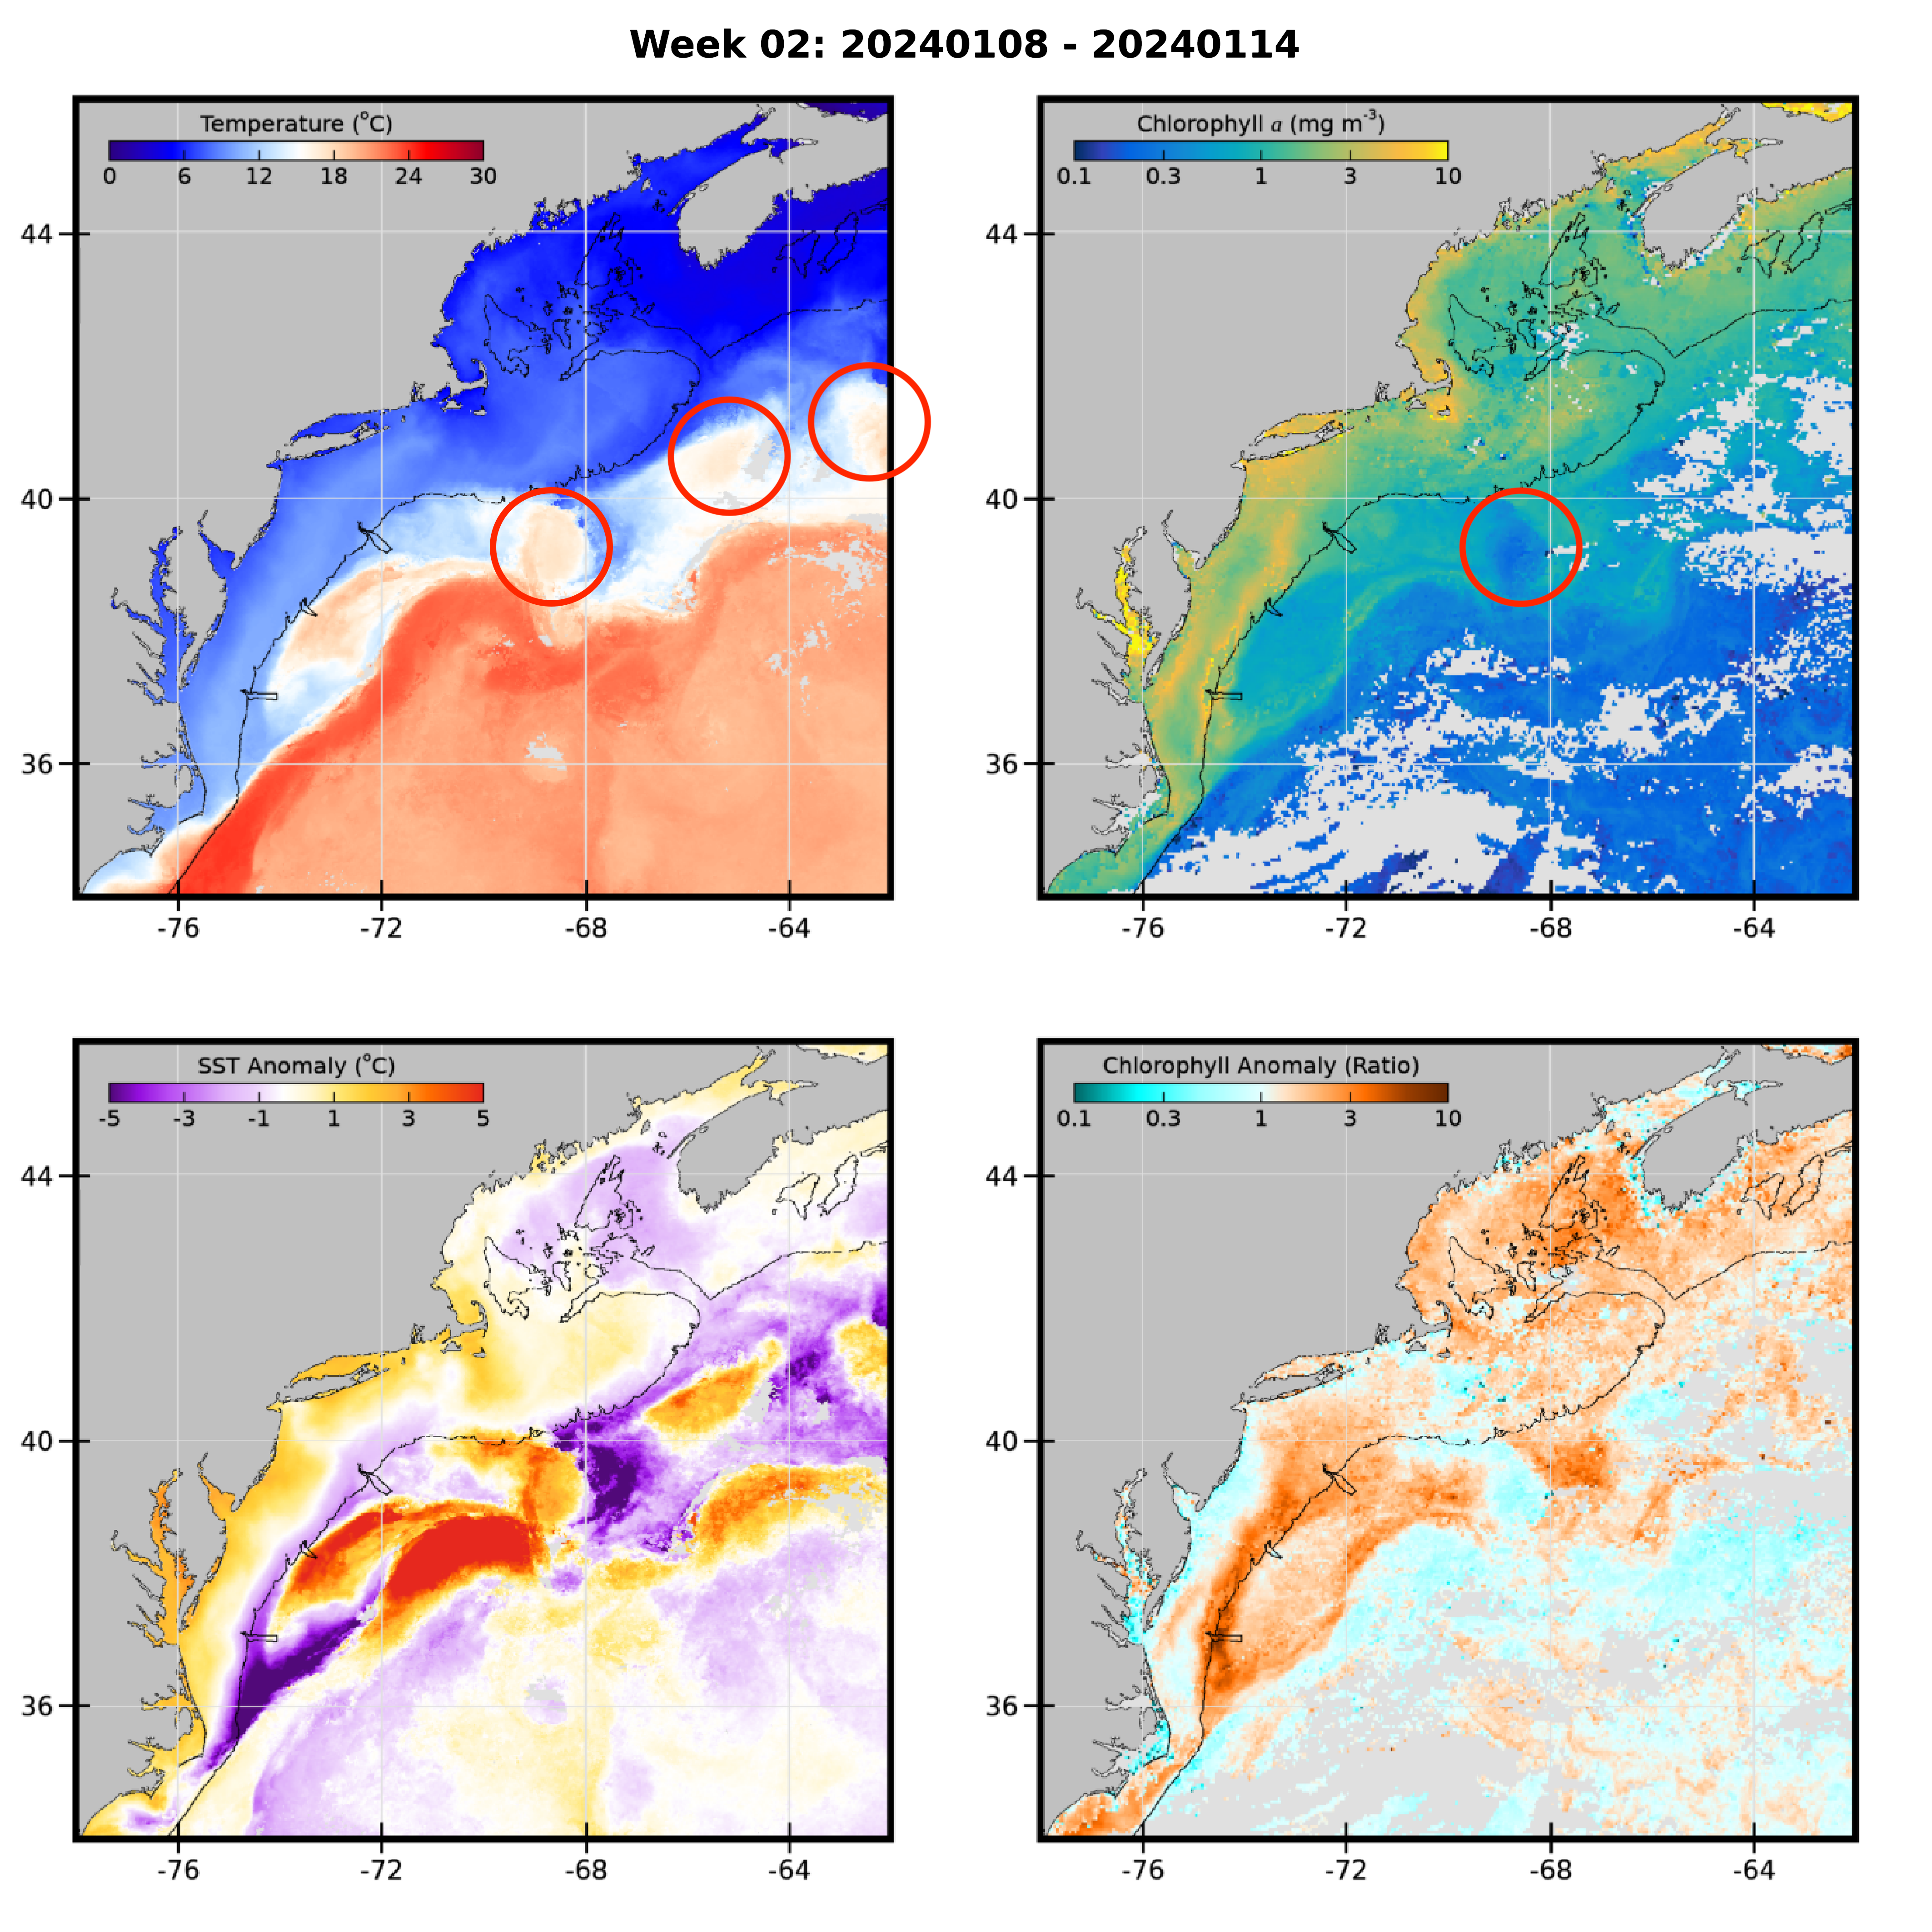 Week 02: 20240108 - 20240114
Temperature (°C)
0 6 12 18 24 30
44
40
36
-76 -72 -68 -64
Chlorophyll a (mg m⁻³)
0.1 0.3 1 3 10
44
40
36
-76 -72 -68 -64
SST Anomaly (°C)
-5 -3 -1 1 3 5
44
40
36
-76 -72 -68 -64
Chlorophyll Anomaly (Ratio)
0.1 0.3 1 3 10
44
40
36
-76 -72 -68 -64